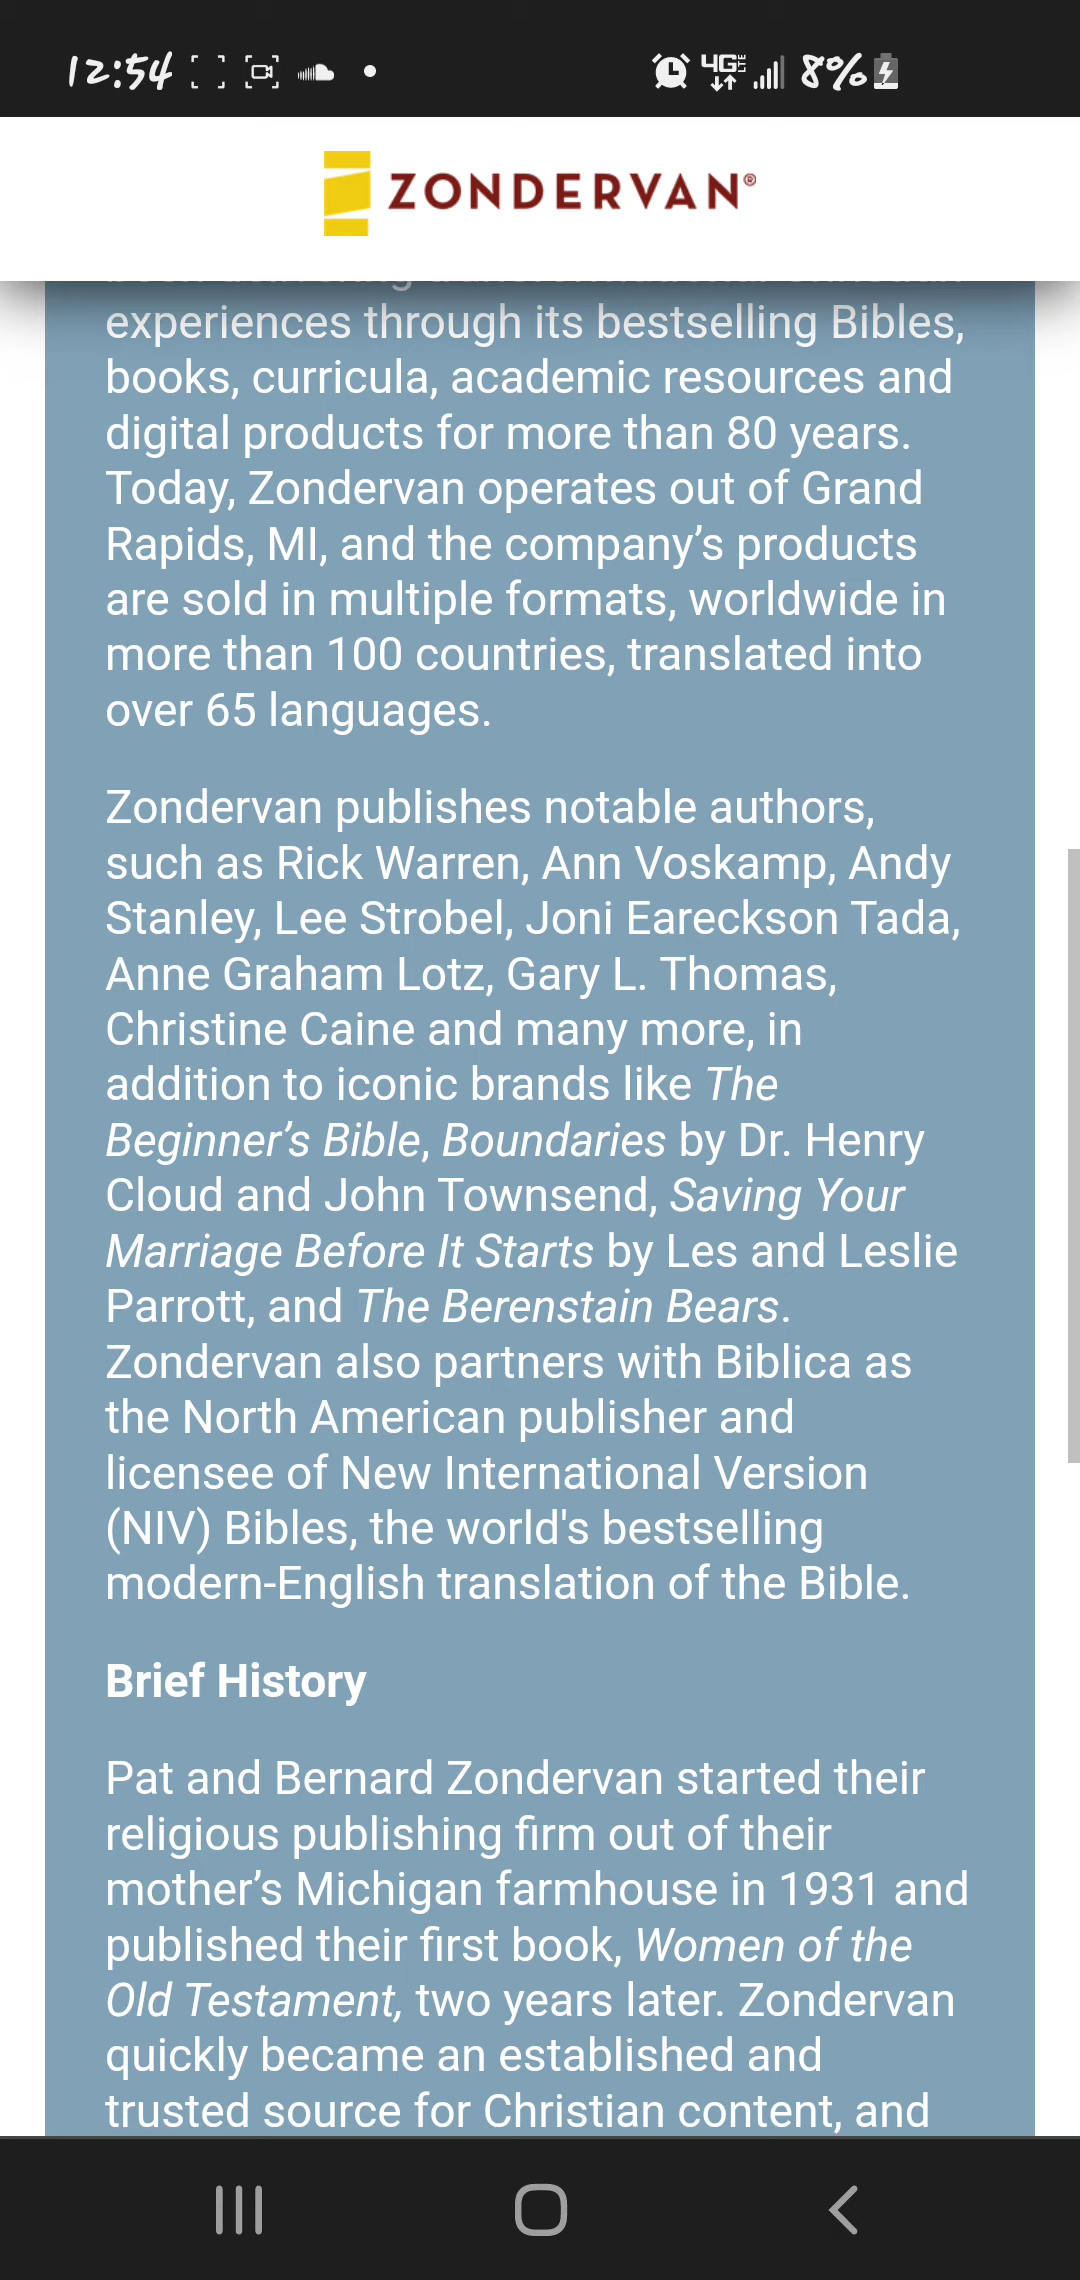 12:54
4G LTE 8%
ZONDERVAN®
experiences through its bestselling Bibles,
books, curricula, academic resources and
digital products for more than 80 years.
Today, Zondervan operates out of Grand
Rapids, MI, and the company’s products
are sold in multiple formats, worldwide in
more than 100 countries, translated into
over 65 languages.
Zondervan publishes notable authors,
such as Rick Warren, Ann Voskamp, Andy
Stanley, Lee Strobel, Joni Eareckson Tada,
Anne Graham Lotz, Gary L. Thomas,
Christine Caine and many more, in
addition to iconic brands like The
Beginner’s Bible, Boundaries by Dr. Henry
Cloud and John Townsend, Saving Your
Marriage Before It Starts by Les and Leslie
Parrott, and The Berenstain Bears.
Zondervan also partners with Biblica as
the North American publisher and
licensee of New International Version
(NIV) Bibles, the world's bestselling
modern-English translation of the Bible.
Brief History
Pat and Bernard Zondervan started their
religious publishing firm out of their
mother’s Michigan farmhouse in 1931 and
published their first book, Women of the
Old Testament, two years later. Zondervan
quickly became an established and
trusted source for Christian content, and